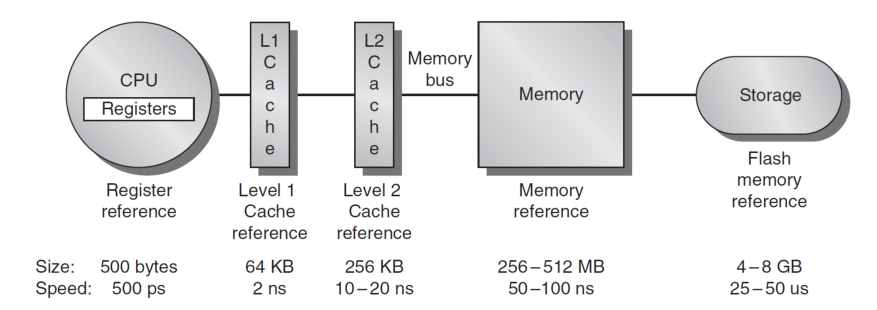 CPU
Registers
L1
C
a
c
h
e
L2
C
a
c
h
e
Memory
bus
Memory
Storage
Register
reference
Level 1
Cache
reference
Level 2
Cache
reference
Memory
reference
Flash
memory
reference
Size: 500 bytes 64 KB 256 KB 256–512 MB 4–8 GB
Speed: 500 ps 2 ns 10–20 ns 50–100 ns 25–50 us